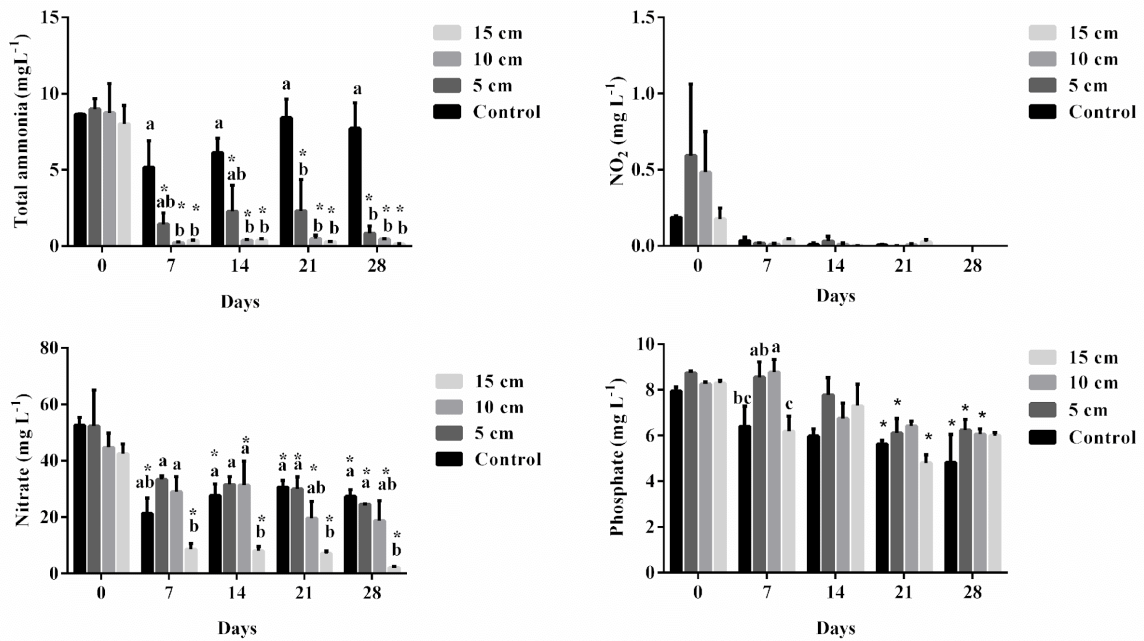 15
10
5
0
Total ammonia (mgL-1)
a
*
ab
* *
b b
a
*
ab
* *
b b
a
*
b
* *
b b
a
*
b
* *
b b
0 7 14 21 28
Days
15 cm
10 cm
5 cm
Control
1.5
1.0
0.5
0.0
NO2 (mg L-1)
0 7 14 21 28
Days
15 cm
10 cm
5 cm
Control
80
60
40
20
0
Nitrate (mg L-1)
*
ab
a
a
*
b
*
a
a
*
a
*
b
*
a
*
a
*
ab
*
b
*
a
*
a
*
ab
*
b
0 7 14 21 28
Days
15 cm
10 cm
5 cm
Control
10
8
6
4
2
0
Phosphate (mg L-1)
bc
ab
a
c
*
*
*
*
*
*
0 7 14 21 28
Days
15 cm
10 cm
5 cm
Control